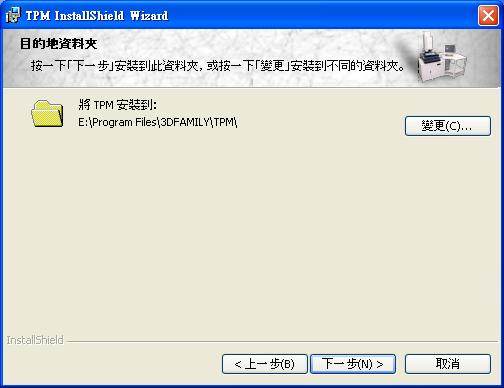 TPM InstallShield Wizard
目的地資料夾
按一下「下一步」安裝到此資料夾，或按一下「變更」安裝到不同的資料夾。
將 TPM 安裝到:
E:\Program Files\3DFAMILY\TPM\
變更(C)...
InstallShield
< 上一步(B)
下一步(N) >
取消